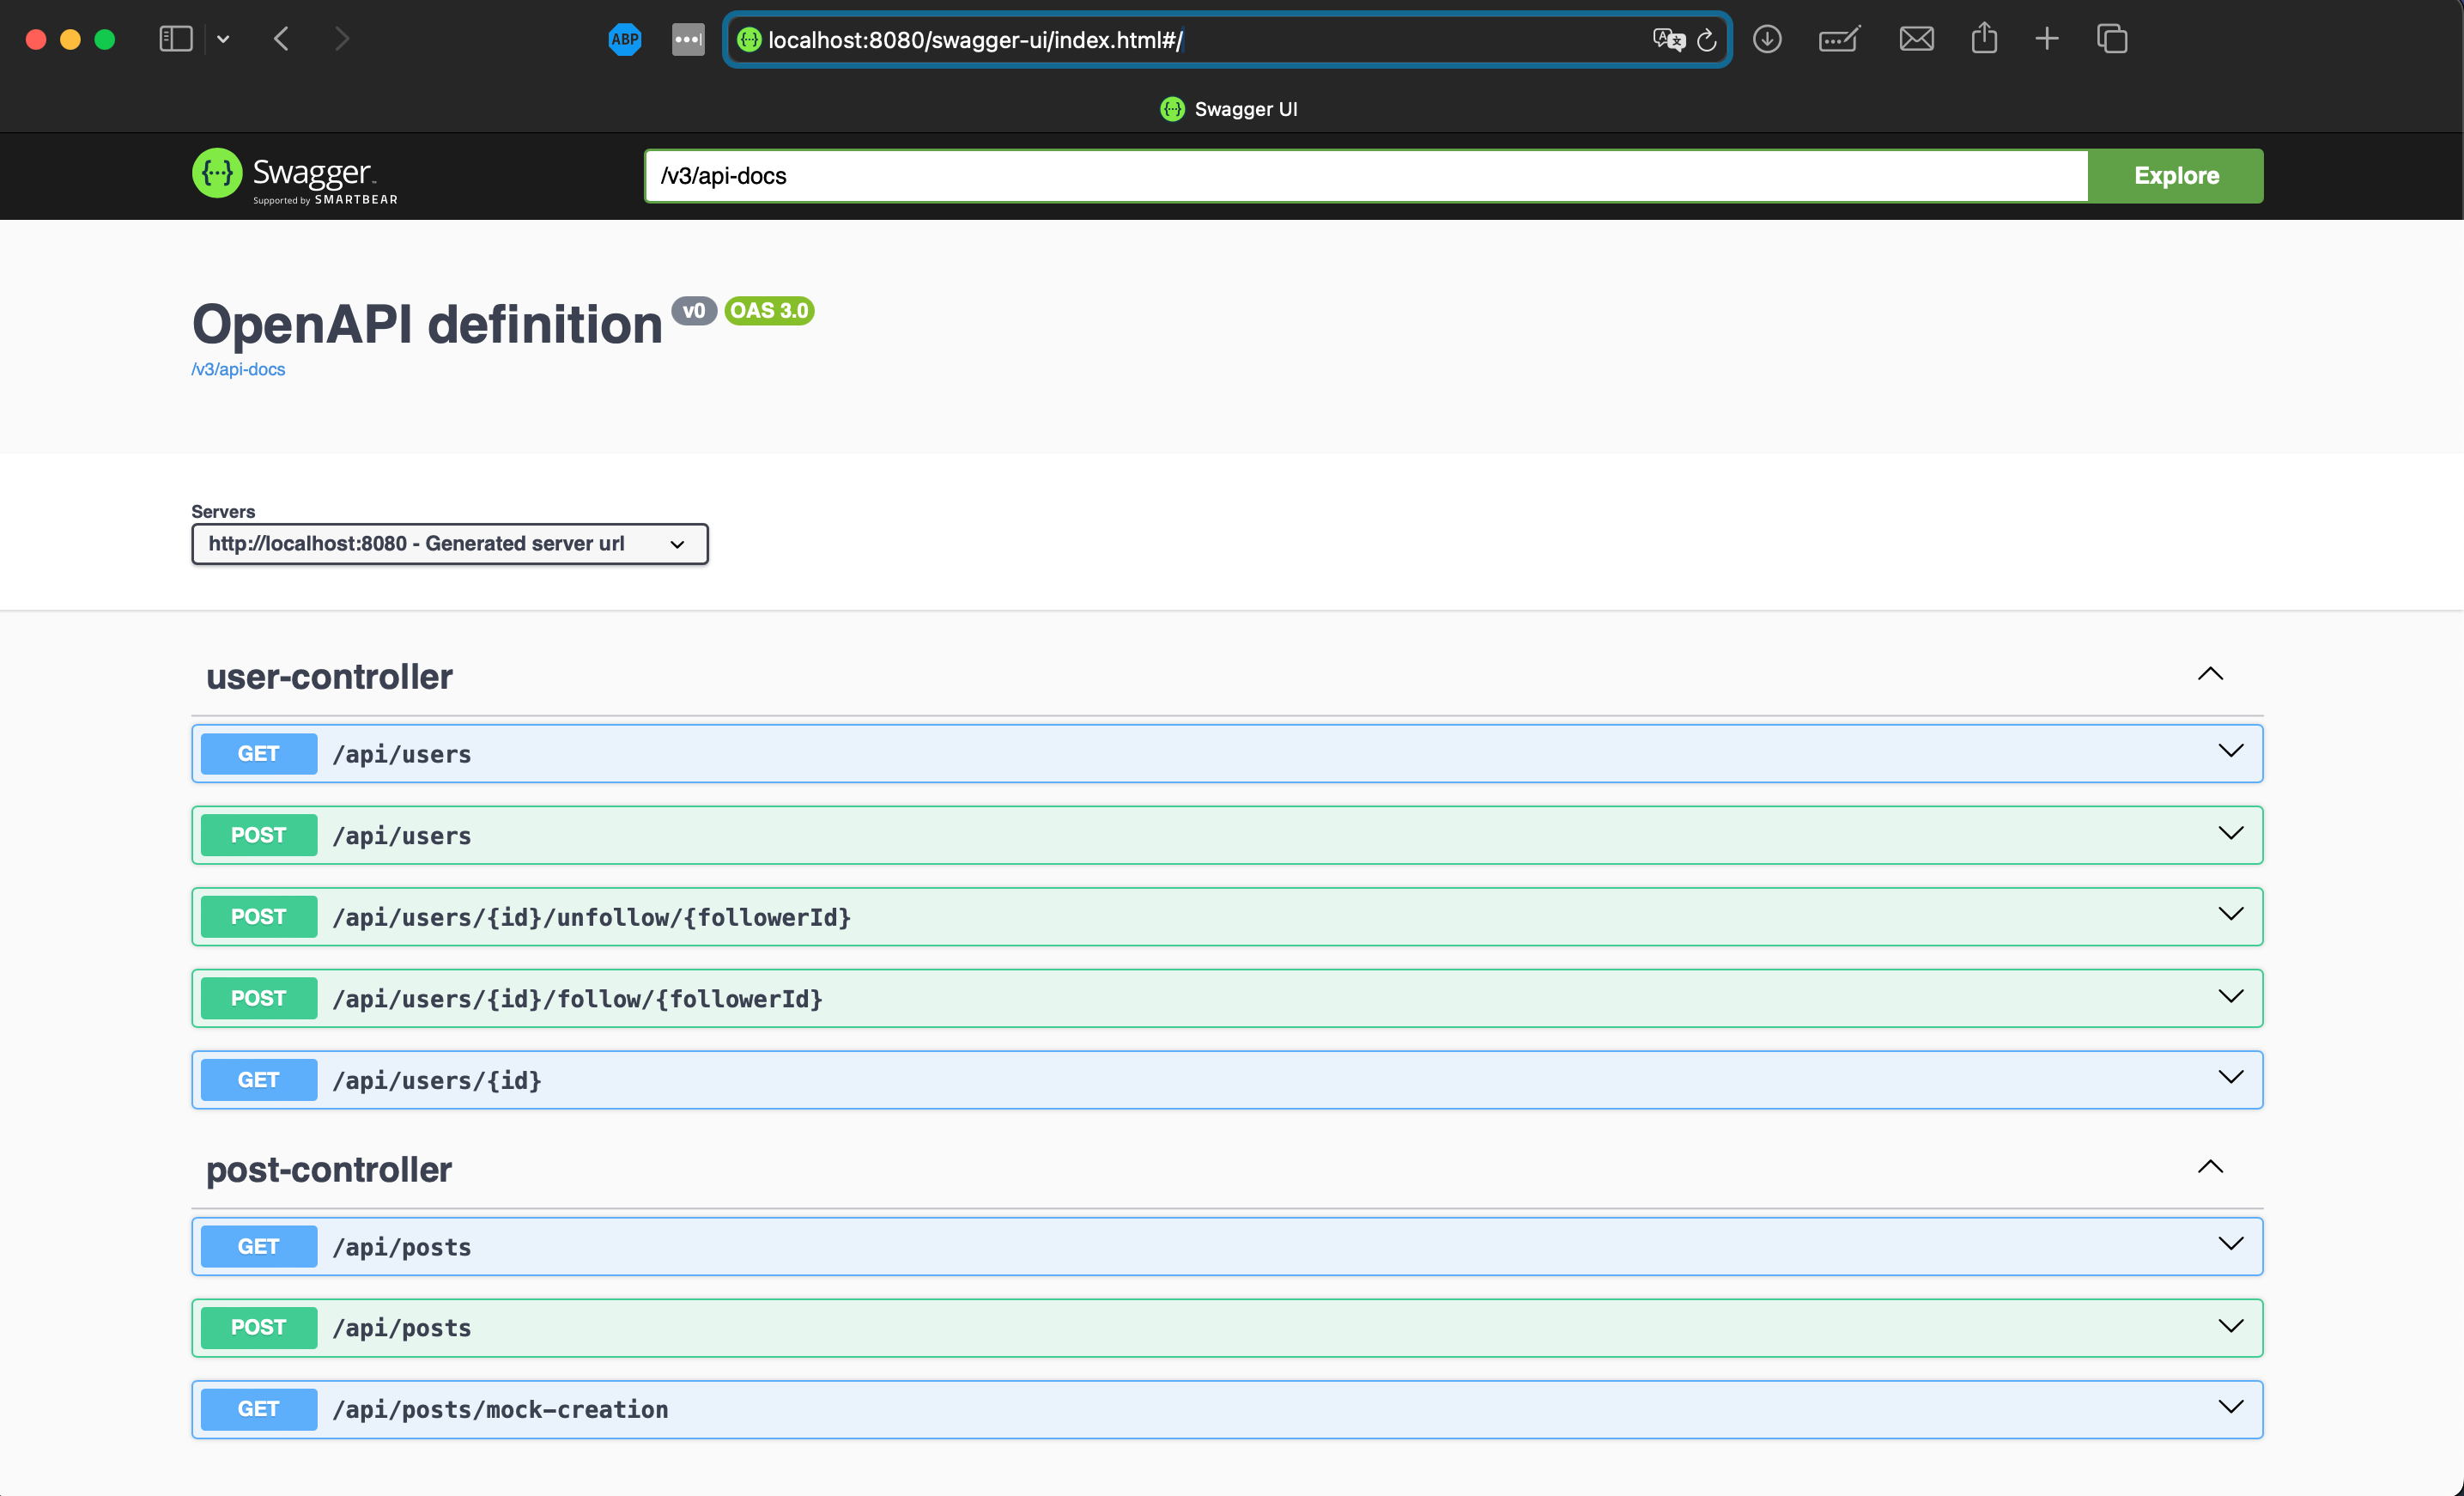 ABP
localhost:8080/swagger-ui/index.html#/
Swagger UI
Swagger
Supported by SMARTBEAR
/v3/api-docs
Explore
OpenAPI definition v0 OAS 3.0
/v3/api-docs
Servers
http://localhost:8080 - Generated server url
user-controller
GET /api/users
POST /api/users
POST /api/users/{id}/unfollow/{followerId}
POST /api/users/{id}/follow/{followerId}
GET /api/users/{id}
post-controller
GET /api/posts
POST /api/posts
GET /api/posts/mock-creation